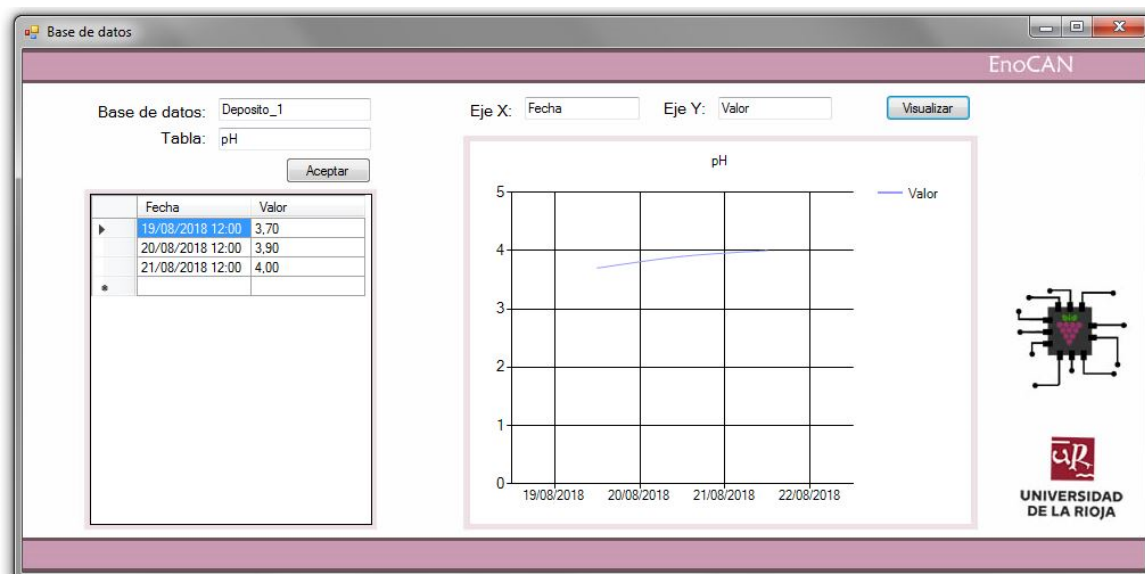 Base de datos
EnoCAN
Base de datos: Deposito_1
Tabla: pH
Aceptar
Fecha Valor
19/08/2018 12:00 3,70
20/08/2018 12:00 3,90
21/08/2018 12:00 4,00
Eje X: Fecha Eje Y: Valor Visualizar
pH
Valor
5
4
3
2
1
0
19/08/2018 20/08/2018 21/08/2018 22/08/2018
UR
UNIVERSIDAD
DE LA RIOJA